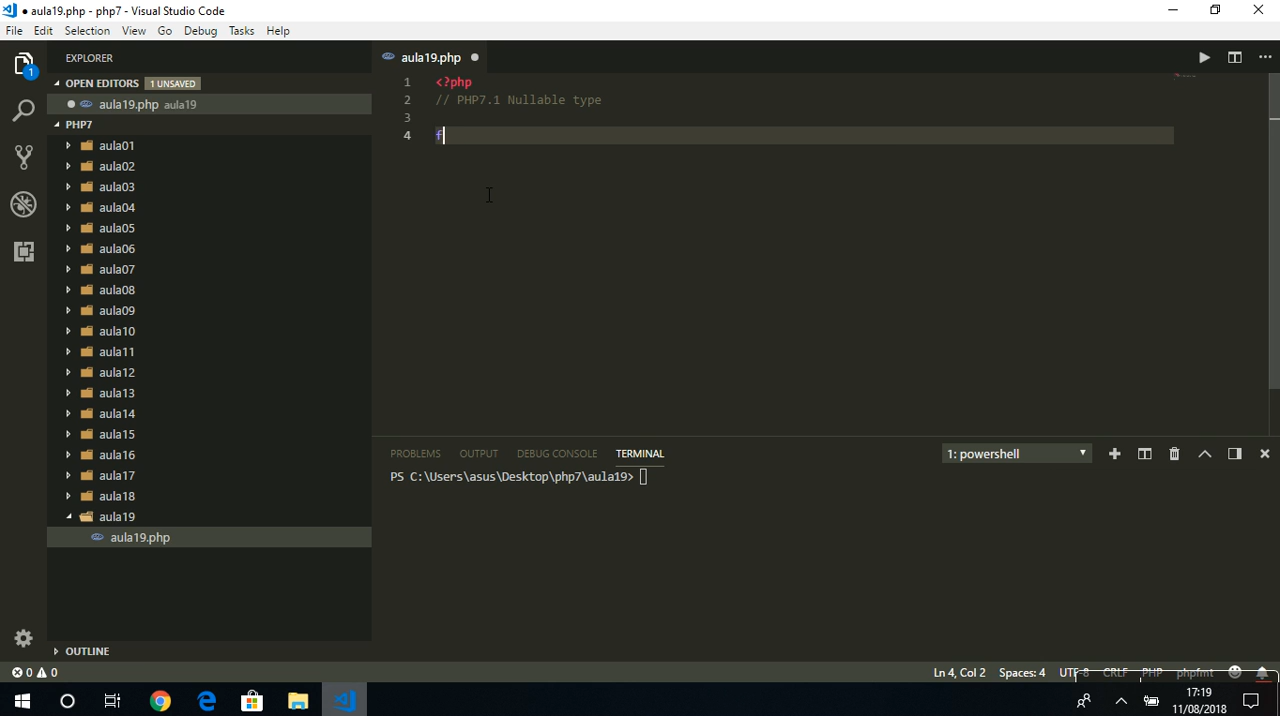 ● aula19.php - php7 - Visual Studio Code
File Edit Selection View Go Debug Tasks Help
EXPLORER
OPEN EDITORS 1 UNSAVED
aula19.php aula19
PHP7
aula01
aula02
aula03
aula04
aula05
aula06
aula07
aula08
aula09
aula10
aula11
aula12
aula13
aula14
aula15
aula16
aula17
aula18
aula19
aula19.php
OUTLINE
aula19.php
1 <?php
2 // PHP7.1 Nullable type
3
4 f
PROBLEMS OUTPUT DEBUG CONSOLE TERMINAL 1: powershell
PS C:\Users\asus\Desktop\php7\aula19>
1
0 0 Ln 4, Col 2 Spaces: 4 UTF-8 CRLF PHP phpfmt
17:19
11/08/2018